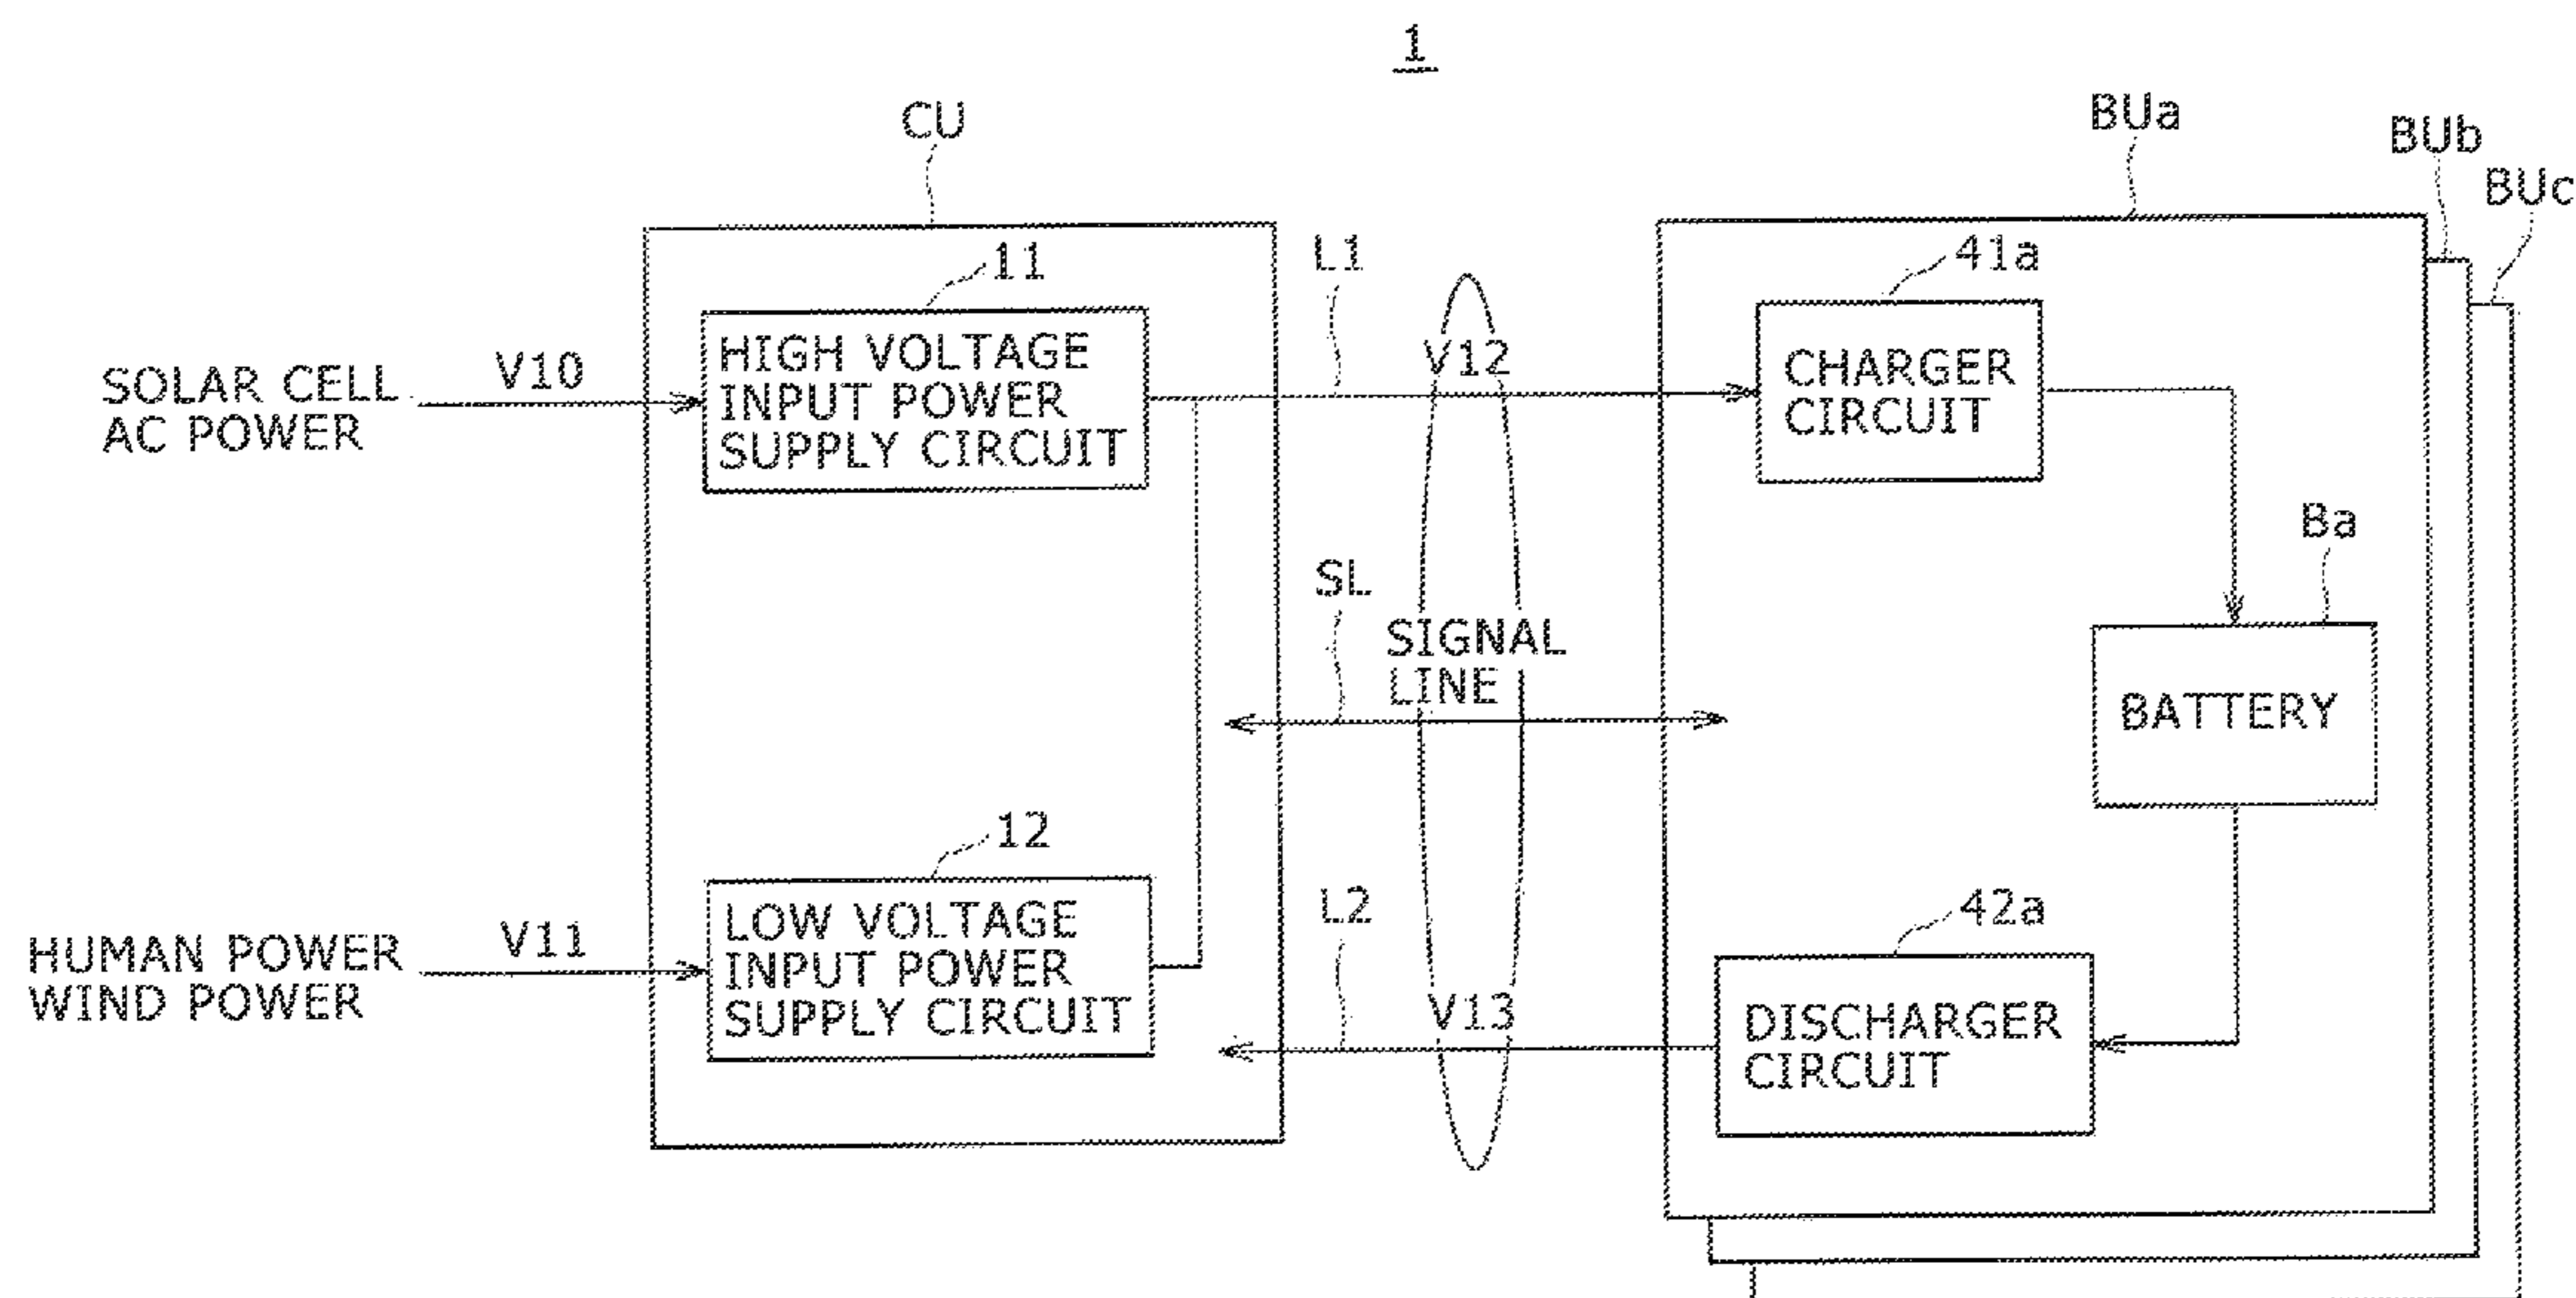 1
CU
BUa
BUb
BUc
11
L1
41a
HIGH VOLTAGE
INPUT POWER
SUPPLY CIRCUIT
SOLAR CELL
AC POWER
V10
V12
CHARGER
CIRCUIT
Ba
SL
SIGNAL
LINE
BATTERY
12
L2
42a
LOW VOLTAGE
INPUT POWER
SUPPLY CIRCUIT
HUMAN POWER
WIND POWER
V11
V13
DISCHARGER
CIRCUIT